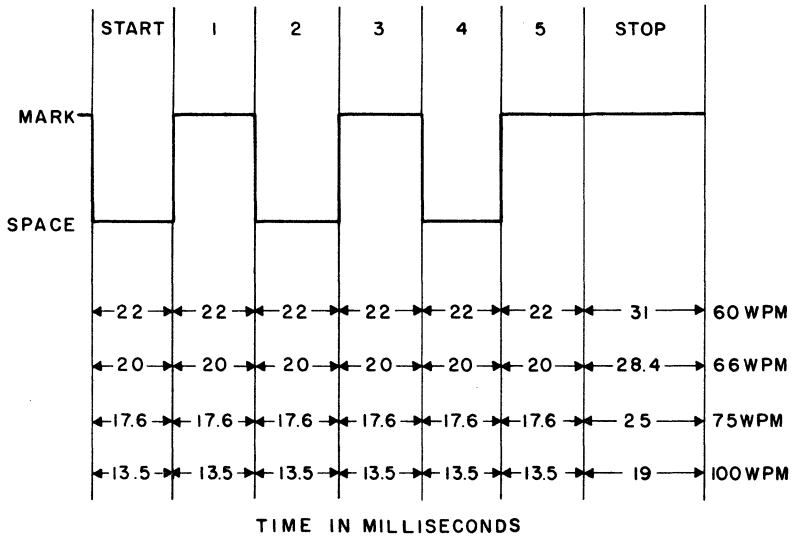 START 1 2 3 4 5 STOP
MARK
SPACE
22 22 22 22 22 22 31 60 WPM
20 20 20 20 20 20 28.4 66 WPM
17.6 17.6 17.6 17.6 17.6 17.6 25 75 WPM
13.5 13.5 13.5 13.5 13.5 13.5 19 100 WPM
TIME IN MILLISECONDS